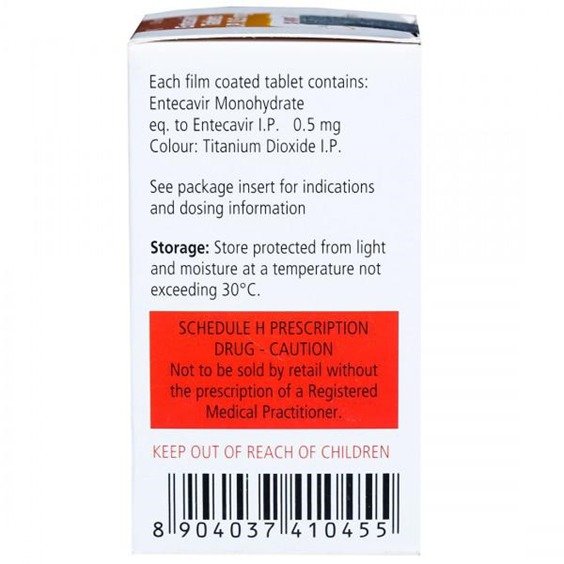 Each film coated tablet contains:
Entecavir Monohydrate
eq. to Entecavir I.P. 0.5 mg
Colour: Titanium Dioxide I.P.
See package insert for indications
and dosing information
Storage: Store protected from light
and moisture at a temperature not
exceeding 30°C.
SCHEDULE H PRESCRIPTION
DRUG - CAUTION
Not to be sold by retail without
the prescription of a Registered
Medical Practitioner.
KEEP OUT OF REACH OF CHILDREN
8 904037 410455